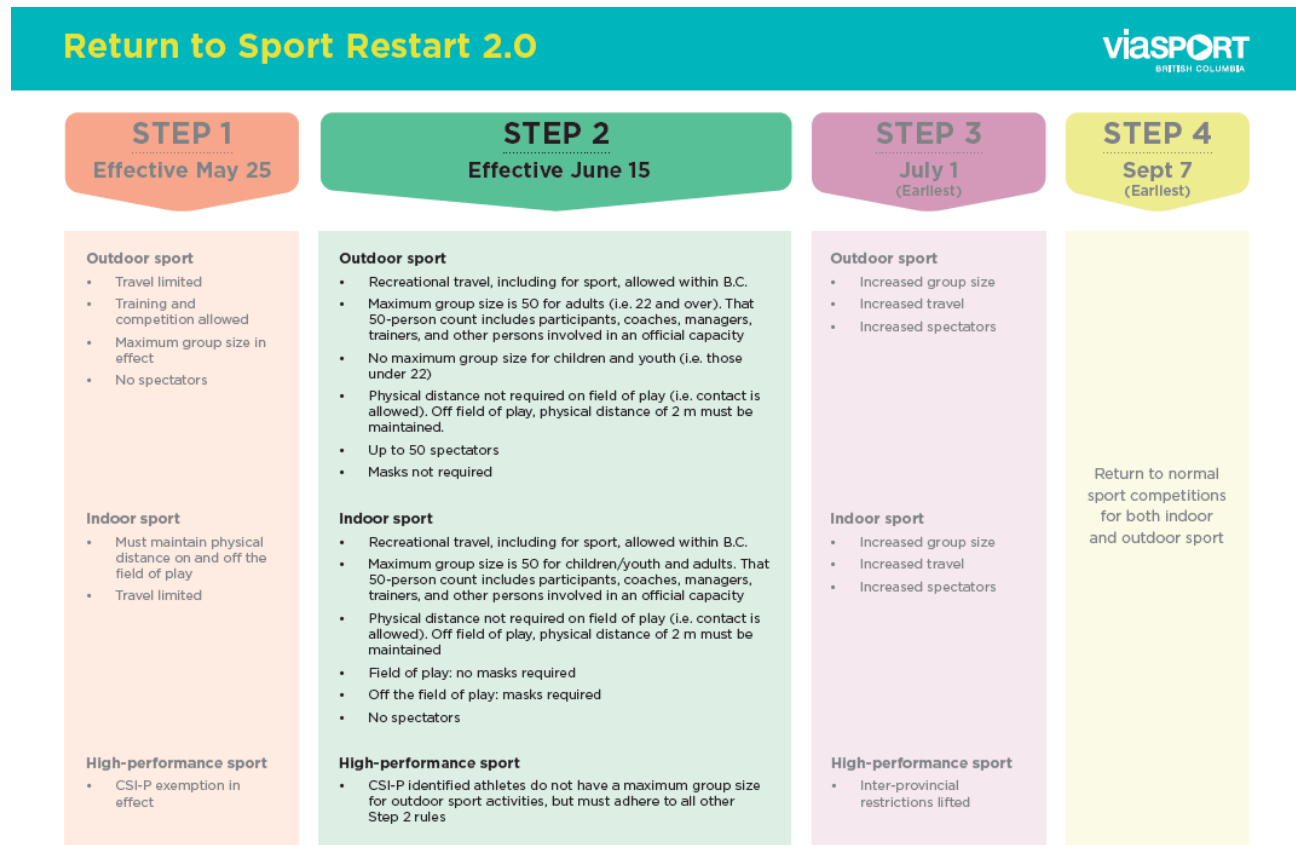 Return to Sport Restart 2.0
viaSPORT
BRITISH COLUMBIA
STEP 1
Effective May 25
Outdoor sport
• Travel limited
• Training and
competition allowed
• Maximum group size in
effect
• No spectators
Indoor sport
• Must maintain physical
distance on and off the
field of play
• Travel limited
High-performance sport
• CSI-P exemption in
effect
STEP 2
Effective June 15
Outdoor sport
• Recreational travel, including for sport, allowed within B.C.
• Maximum group size is 50 for adults (i.e. 22 and over). That
50-person count includes participants, coaches, managers,
trainers, and other persons involved in an official capacity
• No maximum group size for children and youth (i.e. those
under 22)
• Physical distance not required on field of play (i.e. contact is
allowed). Off field of play, physical distance of 2 m must be
maintained.
• Up to 50 spectators
• Masks not required
Indoor sport
• Recreational travel, including for sport, allowed within B.C.
• Maximum group size is 50 for children/youth and adults. That
50-person count includes participants, coaches, managers,
trainers, and other persons involved in an official capacity
• Physical distance not required on field of play (i.e. contact is
allowed). Off field of play, physical distance of 2 m must be
maintained
• Field of play: no masks required
• Off the field of play: masks required
• No spectators
High-performance sport
• CSI-P identified athletes do not have a maximum group size
for outdoor sport activities, but must adhere to all other
Step 2 rules
STEP 3
July 1
(Earliest)
Outdoor sport
• Increased group size
• Increased travel
• Increased spectators
Indoor sport
• Increased group size
• Increased travel
• Increased spectators
High-performance sport
• Inter-provincial
restrictions lifted
STEP 4
Sept 7
(Earliest)
Return to normal
sport competitions
for both indoor
and outdoor sport